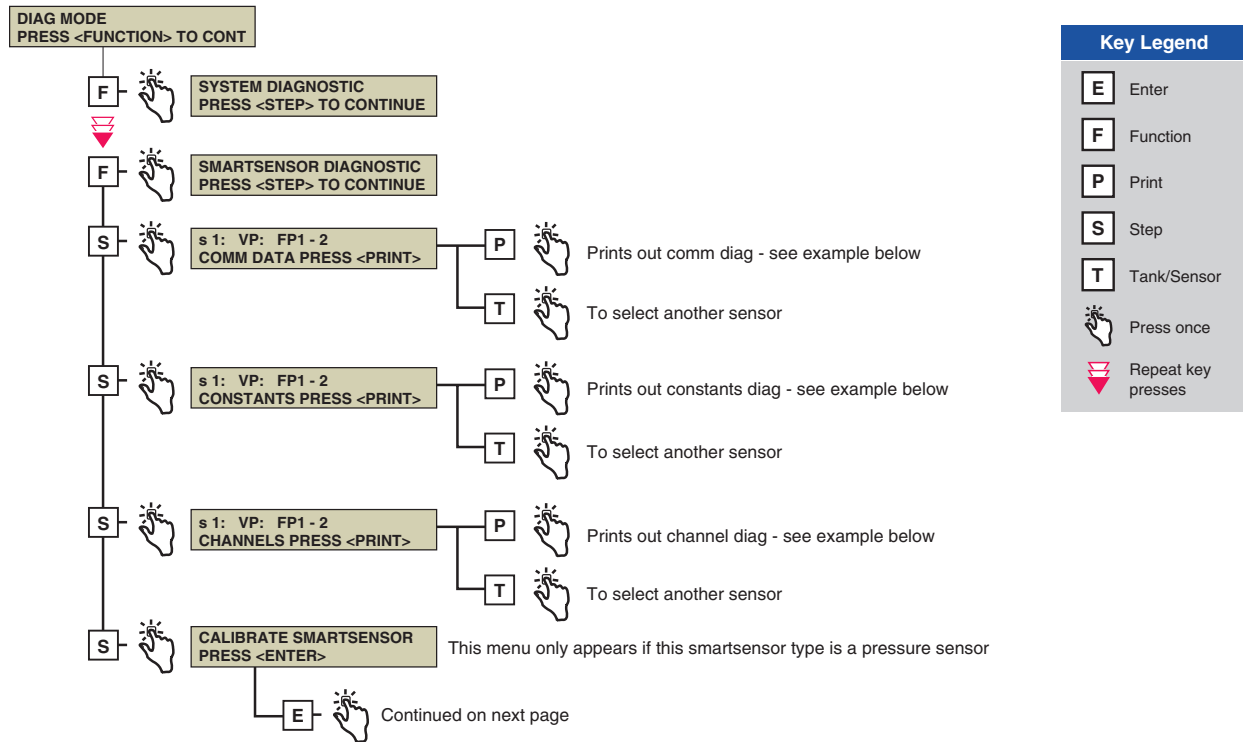 DIAG MODE
PRESS <FUNCTION> TO CONT
F
SYSTEM DIAGNOSTIC
PRESS <STEP> TO CONTINUE
F
SMARTSENSOR DIAGNOSTIC
PRESS <STEP> TO CONTINUE
S
s 1: VP: FP1 - 2
COMM DATA PRESS <PRINT>
P
Prints out comm diag - see example below
T
To select another sensor
S
s 1: VP: FP1 - 2
CONSTANTS PRESS <PRINT>
P
Prints out constants diag - see example below
T
To select another sensor
S
s 1: VP: FP1 - 2
CHANNELS PRESS <PRINT>
P
Prints out channel diag - see example below
T
To select another sensor
S
CALIBRATE SMARTSENSOR
PRESS <ENTER>
This menu only appears if this smartsensor type is a pressure sensor
E
Continued on next page
Key Legend
E Enter
F Function
P Print
S Step
T Tank/Sensor
Press once
Repeat key
presses